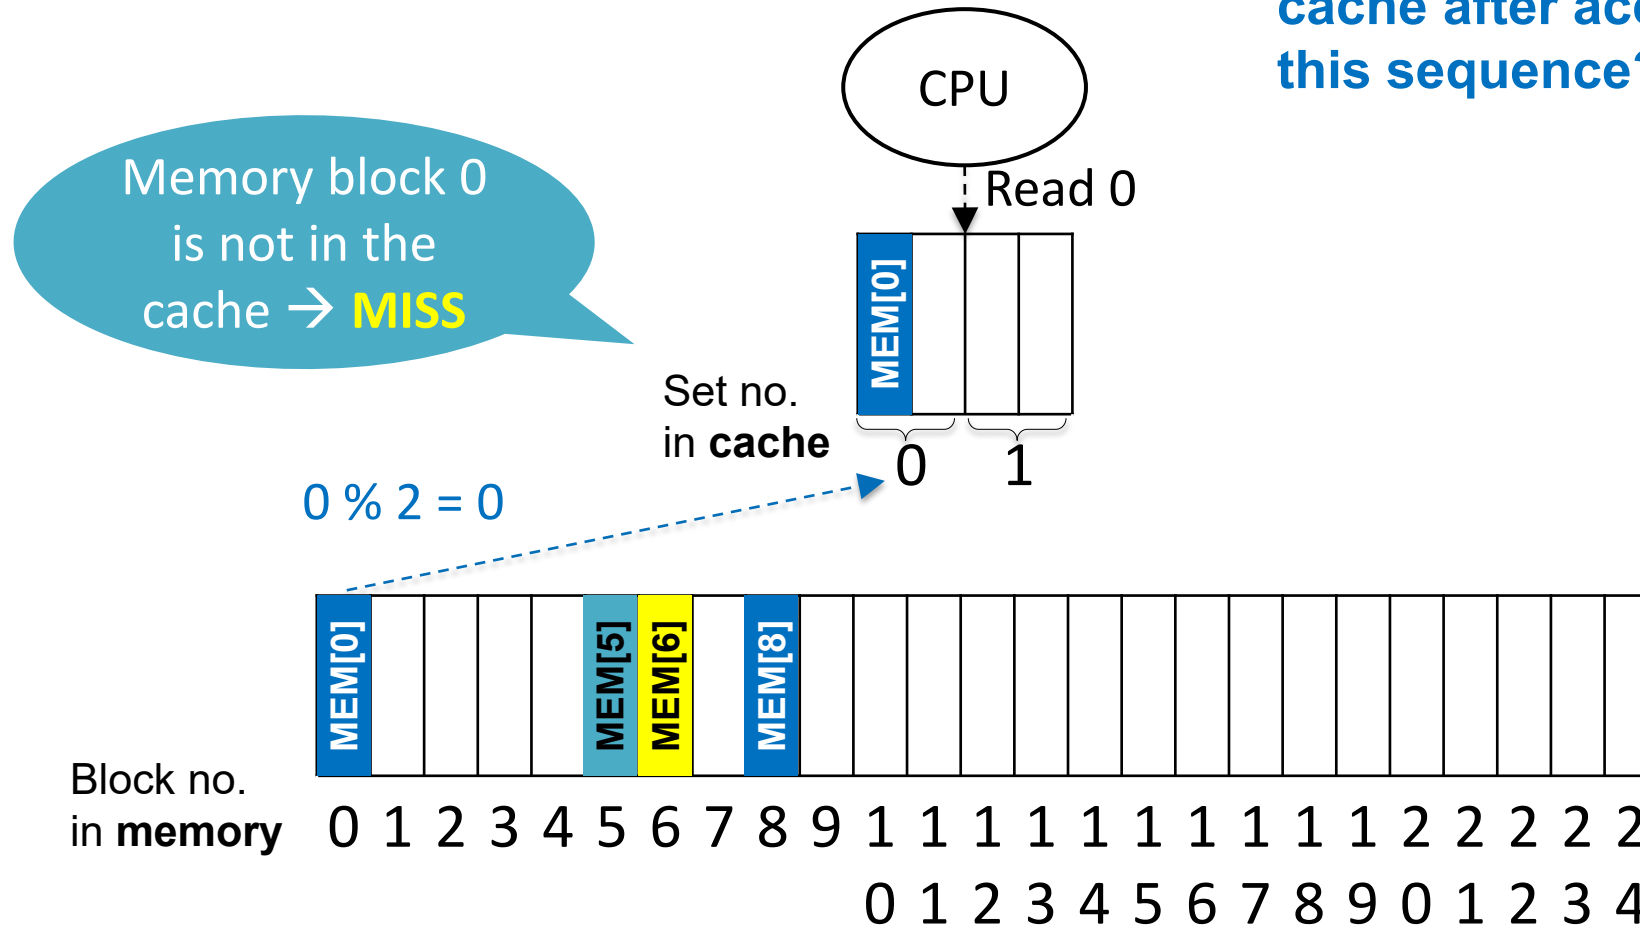 cache after acc
this sequence?
CPU
Read 0
Memory block 0
is not in the
cache → MISS
MEM[0]
Set no.
in cache
0 1
0 % 2 = 0
MEM[0] MEM[5] MEM[6] MEM[8]
Block no.
in memory
0 1 2 3 4 5 6 7 8 9 1 1 1 1 1 1 1 1 1 1 2 2 2 2 2
0 1 2 3 4 5 6 7 8 9 0 1 2 3 4